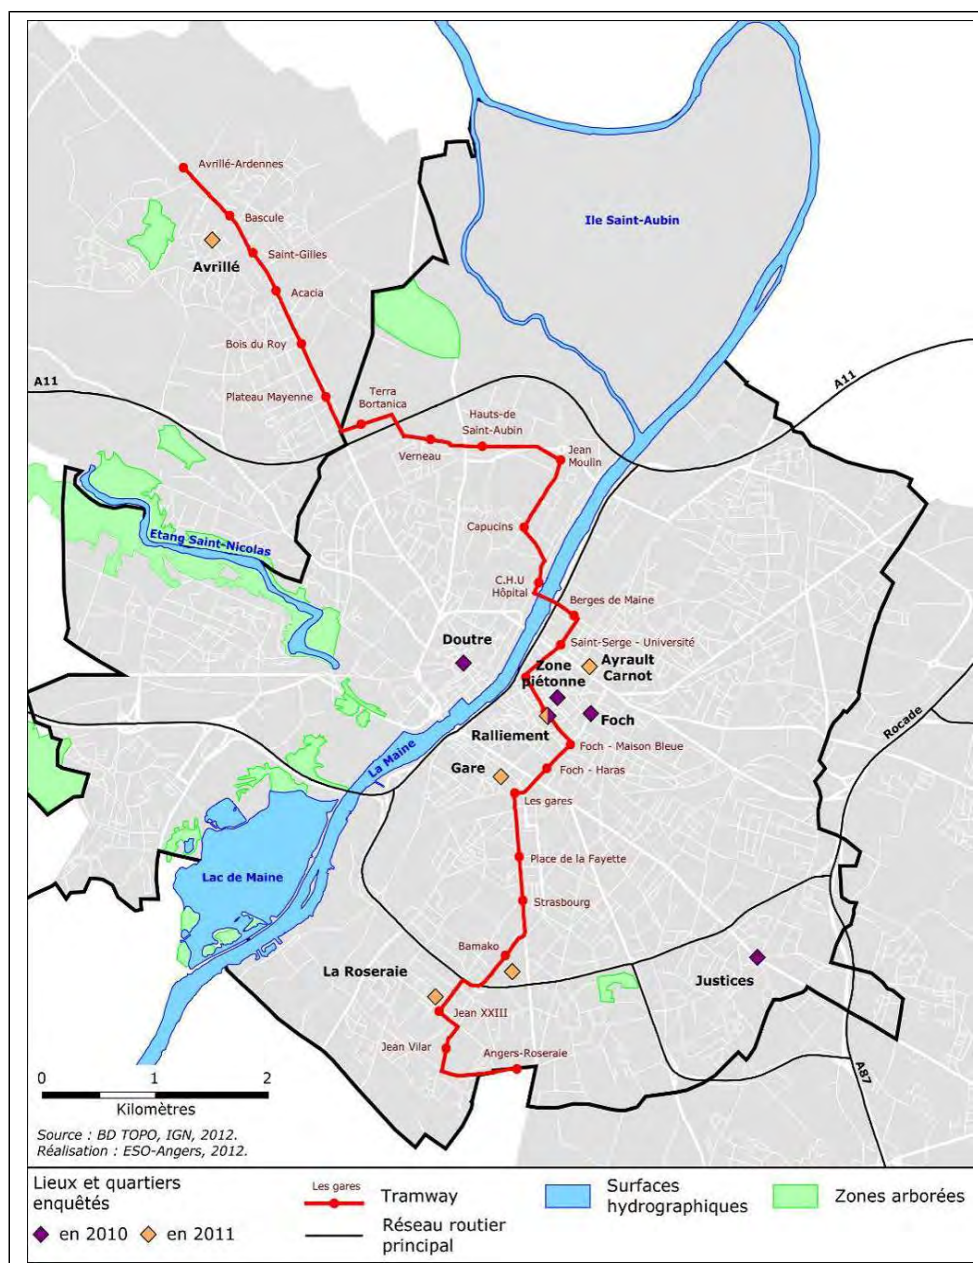 Ile Saint-Aubin
Avrillé-Ardennes
Bascule
Saint-Gilles
Avrillé
Acacia
Bois du Roy
A11
Plateau Mayenne
Terra
Bortanica
Hauts-de
Saint-Aubin
Verneau
Jean
Moulin
A11
Capucins
Etang Saint-Nicolas
C.H.U
Hôpital
Berges de Maine
Doutre
Saint-Serge - Université
Zone
piétonne
Ayrault
Carnot
Foch
Ralliement
Rocade
La Maine
Foch - Maison Bleue
Gare
Foch - Haras
Les gares
Place de la Fayette
Lac de Maine
Strasbourg
Bamako
La Roseraie
Justices
Jean XXIII
Jean Vilar
Angers-Roseraie
A87
0 1 2
Kilomètres
Source : BD TOPO, IGN, 2012.
Réalisation : ESO-Angers, 2012.
Lieux et quartiers
enquêtés
en 2010 en 2011
Les gares
Tramway
Réseau routier
principal
Surfaces
hydrographiques
Zones arborées